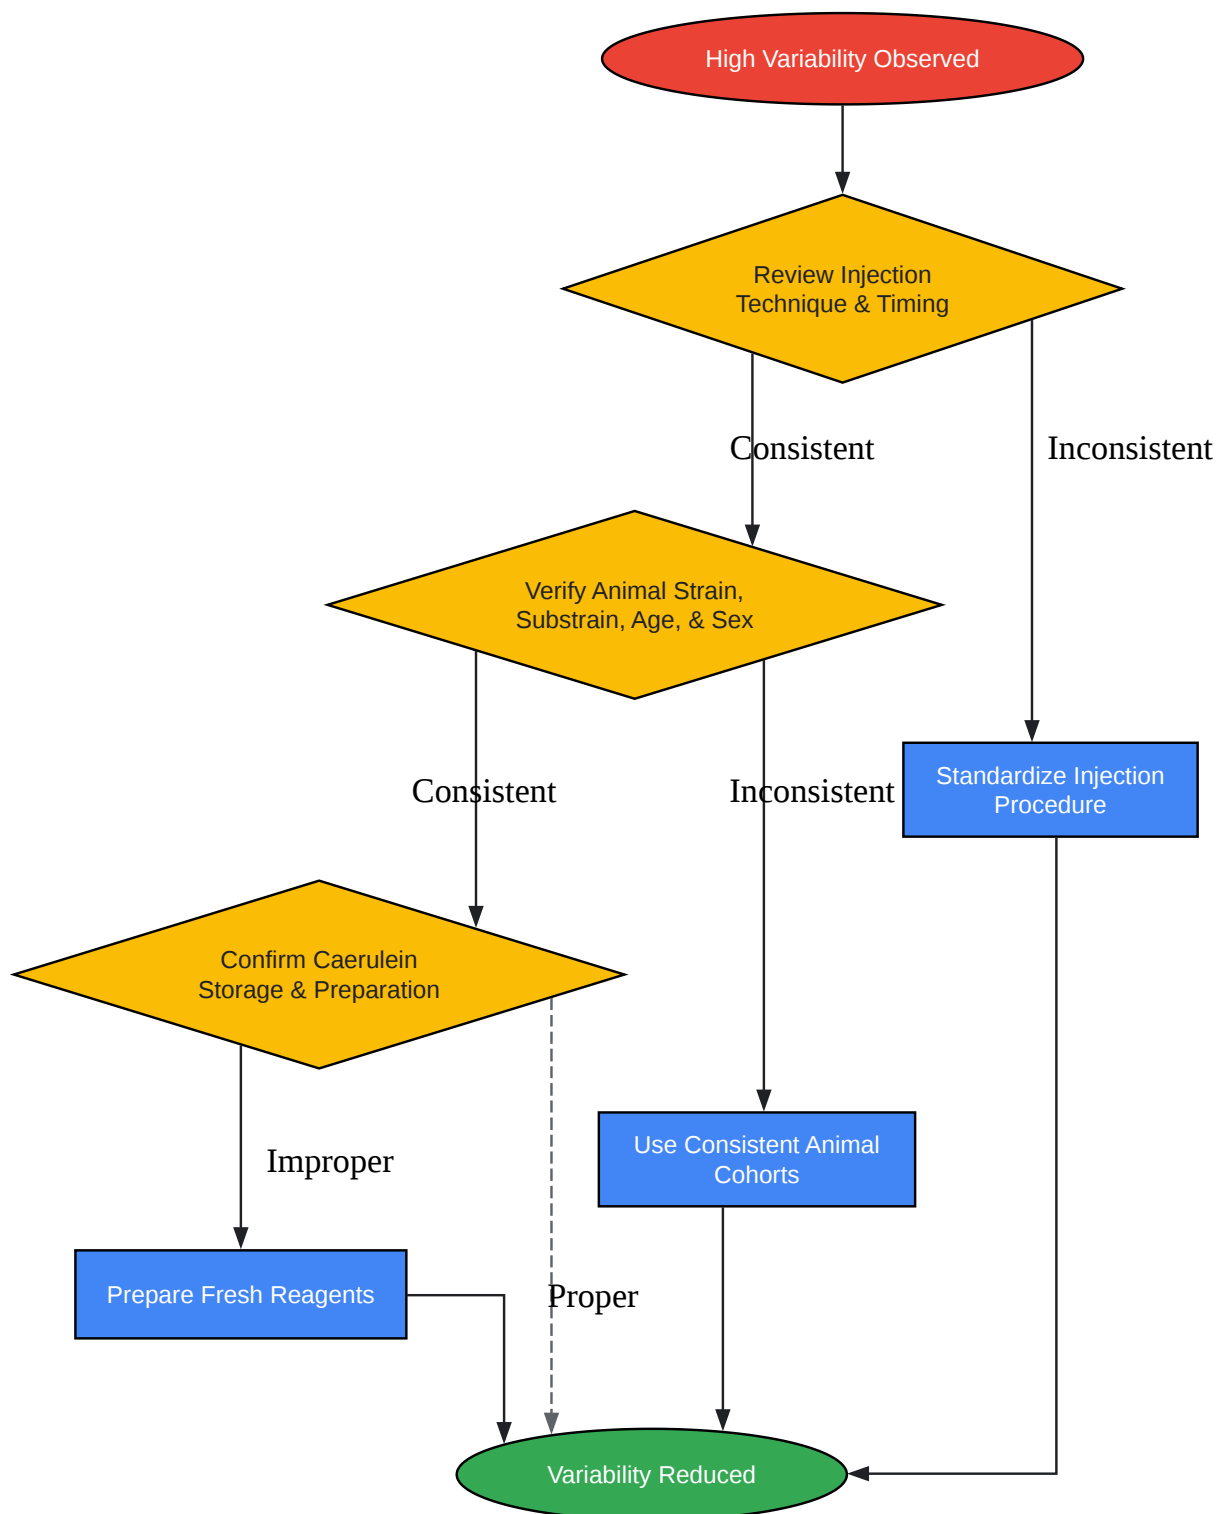 High Variability Observed
Review Injection
Technique & Timing
Consistent
Inconsistent
Verify Animal Strain,
Substrain, Age, & Sex
Consistent
Inconsistent
Standardize Injection
Procedure
Confirm Caerulein
Storage & Preparation
Improper
Use Consistent Animal
Cohorts
Prepare Fresh Reagents
Proper
Variability Reduced